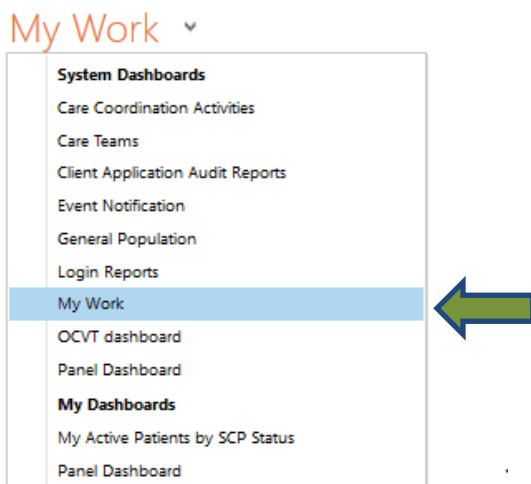 My Work
System Dashboards
Care Coordination Activities
Care Teams
Client Application Audit Reports
Event Notification
General Population
Login Reports
My Work
OCVT dashboard
Panel Dashboard
My Dashboards
My Active Patients by SCP Status
Panel Dashboard